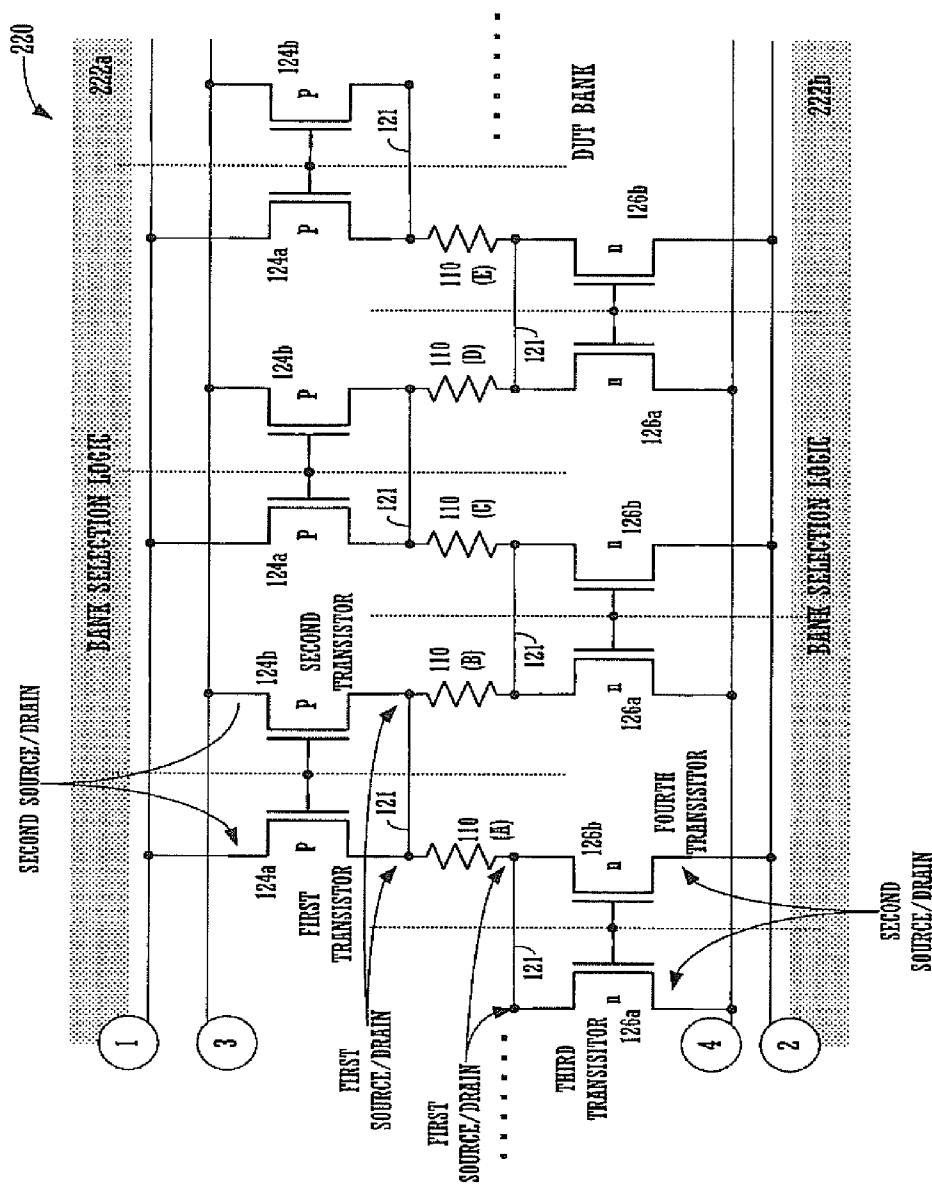 220
SECOND SOURCE/DRAIN
BANK SELECTION LOGIC
222a
1
3
124a
P
P
124b
124a
P
P
124b
124a
P
P
124b
FIRST
TRANSISTOR
SECOND
TRANSISTOR
121
121
121
FIRST
SOURCE/DRAIN
110
(A)
110
(B)
110
(C)
110
(D)
110
(E)
DUT BANK
FIRST
SOURCE/DRAIN
121
121
121
THIRD
TRANSISITOR
n
126a
n
126b
FOURTH
TRANSISITOR
n
126a
n
126b
n
126a
n
126b
4
2
BANK SELECTION LOGIC
222b
SECOND
SOURCE/DRAIN